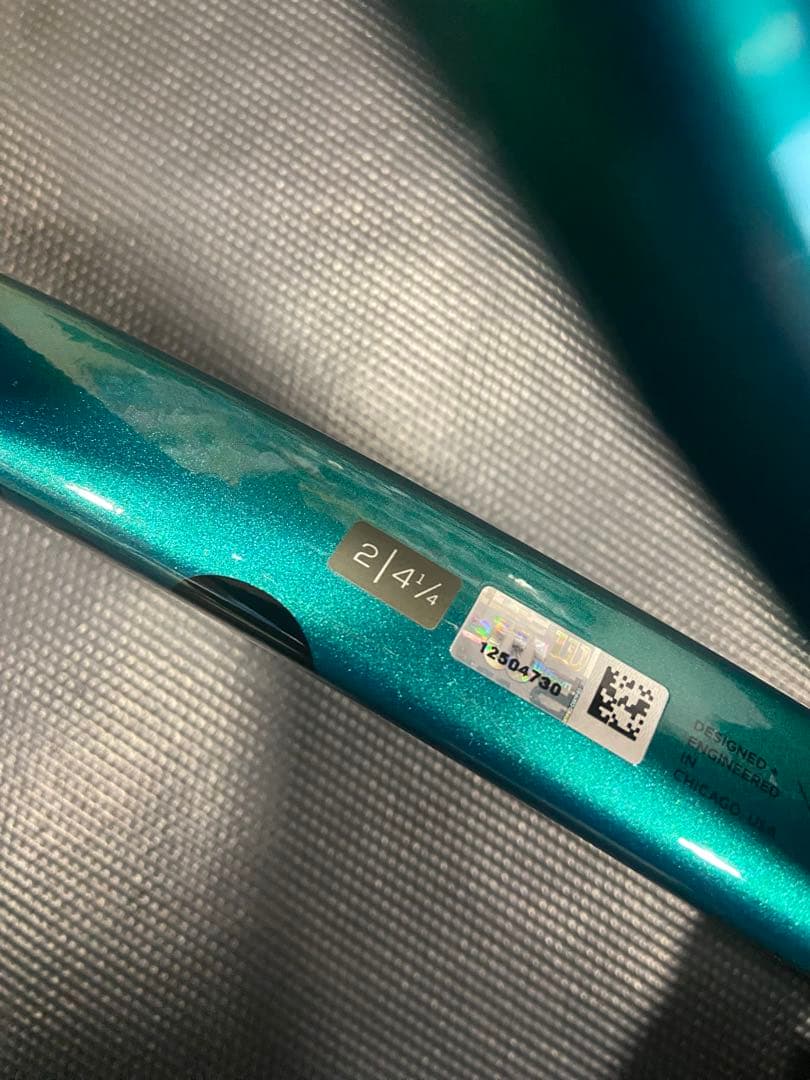 2|4¼
12504730
DESIGNED &
ENGINEERED
IN
CHICAGO, USA